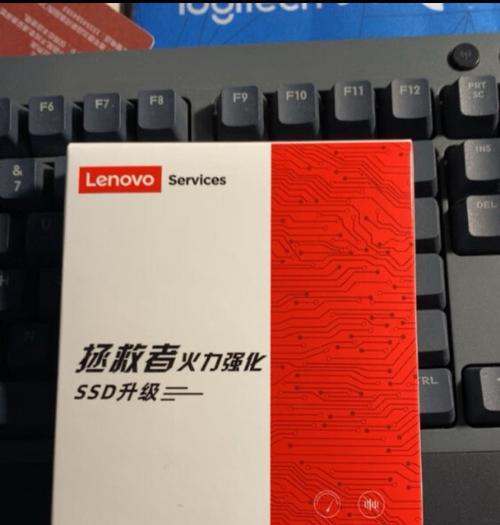 logitech
F6 F7 F8 F9 F10 F11 F12 PRT SC
&
7
INS
DEL
Lenovo Services
拯救者火力强化
SSD升级